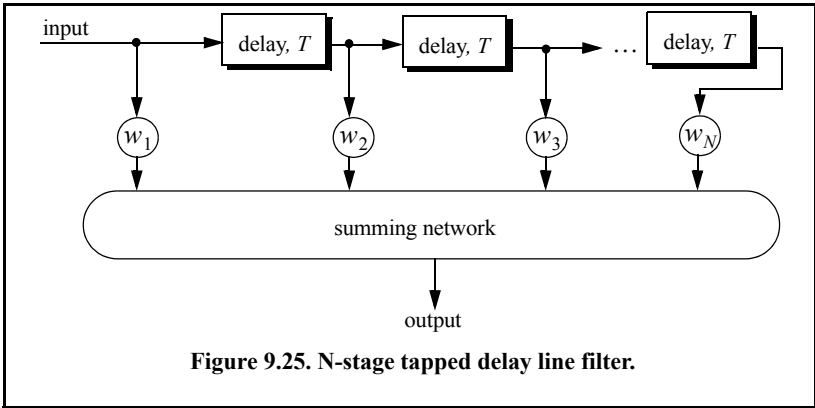 input
delay, T
delay, T
...
delay, T
w1
w2
w3
wN
summing network
output
Figure 9.25. N-stage tapped delay line filter.